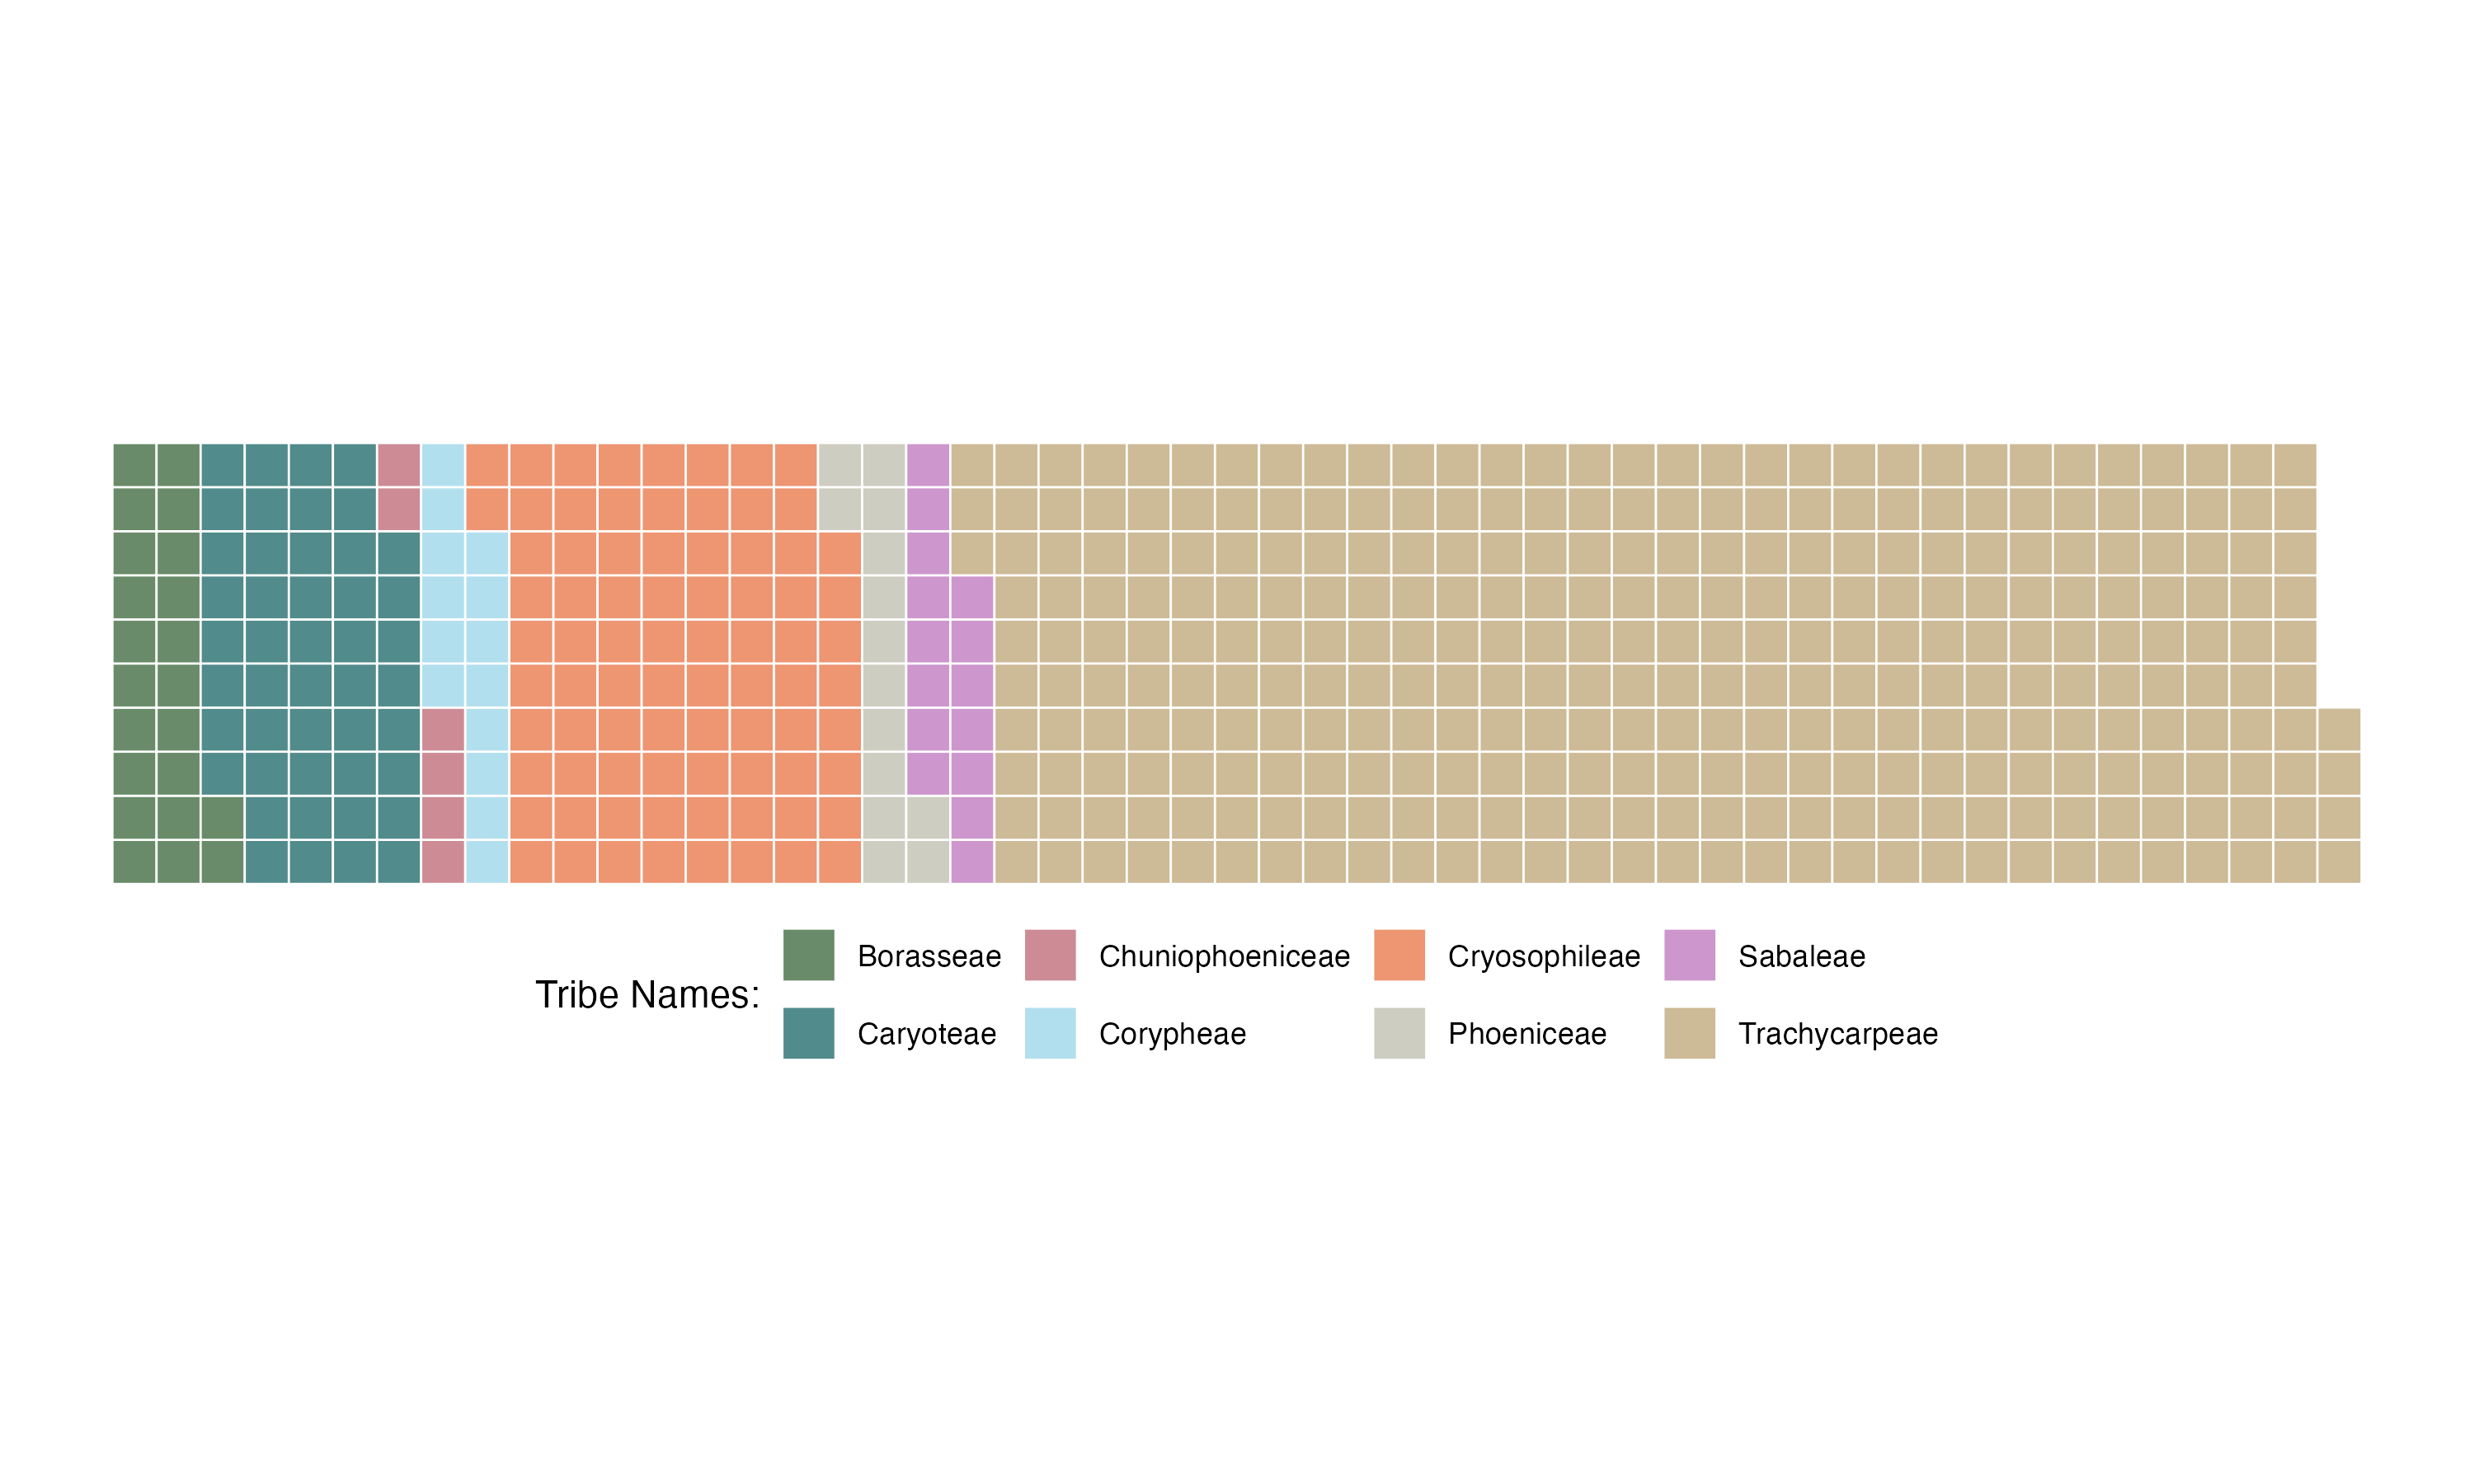 Tribe Names:
Borasseae
Chuniophoeniceae
Cryosophileae
Sabaleae
Caryoteae
Corypheae
Phoeniceae
Trachycarpeae